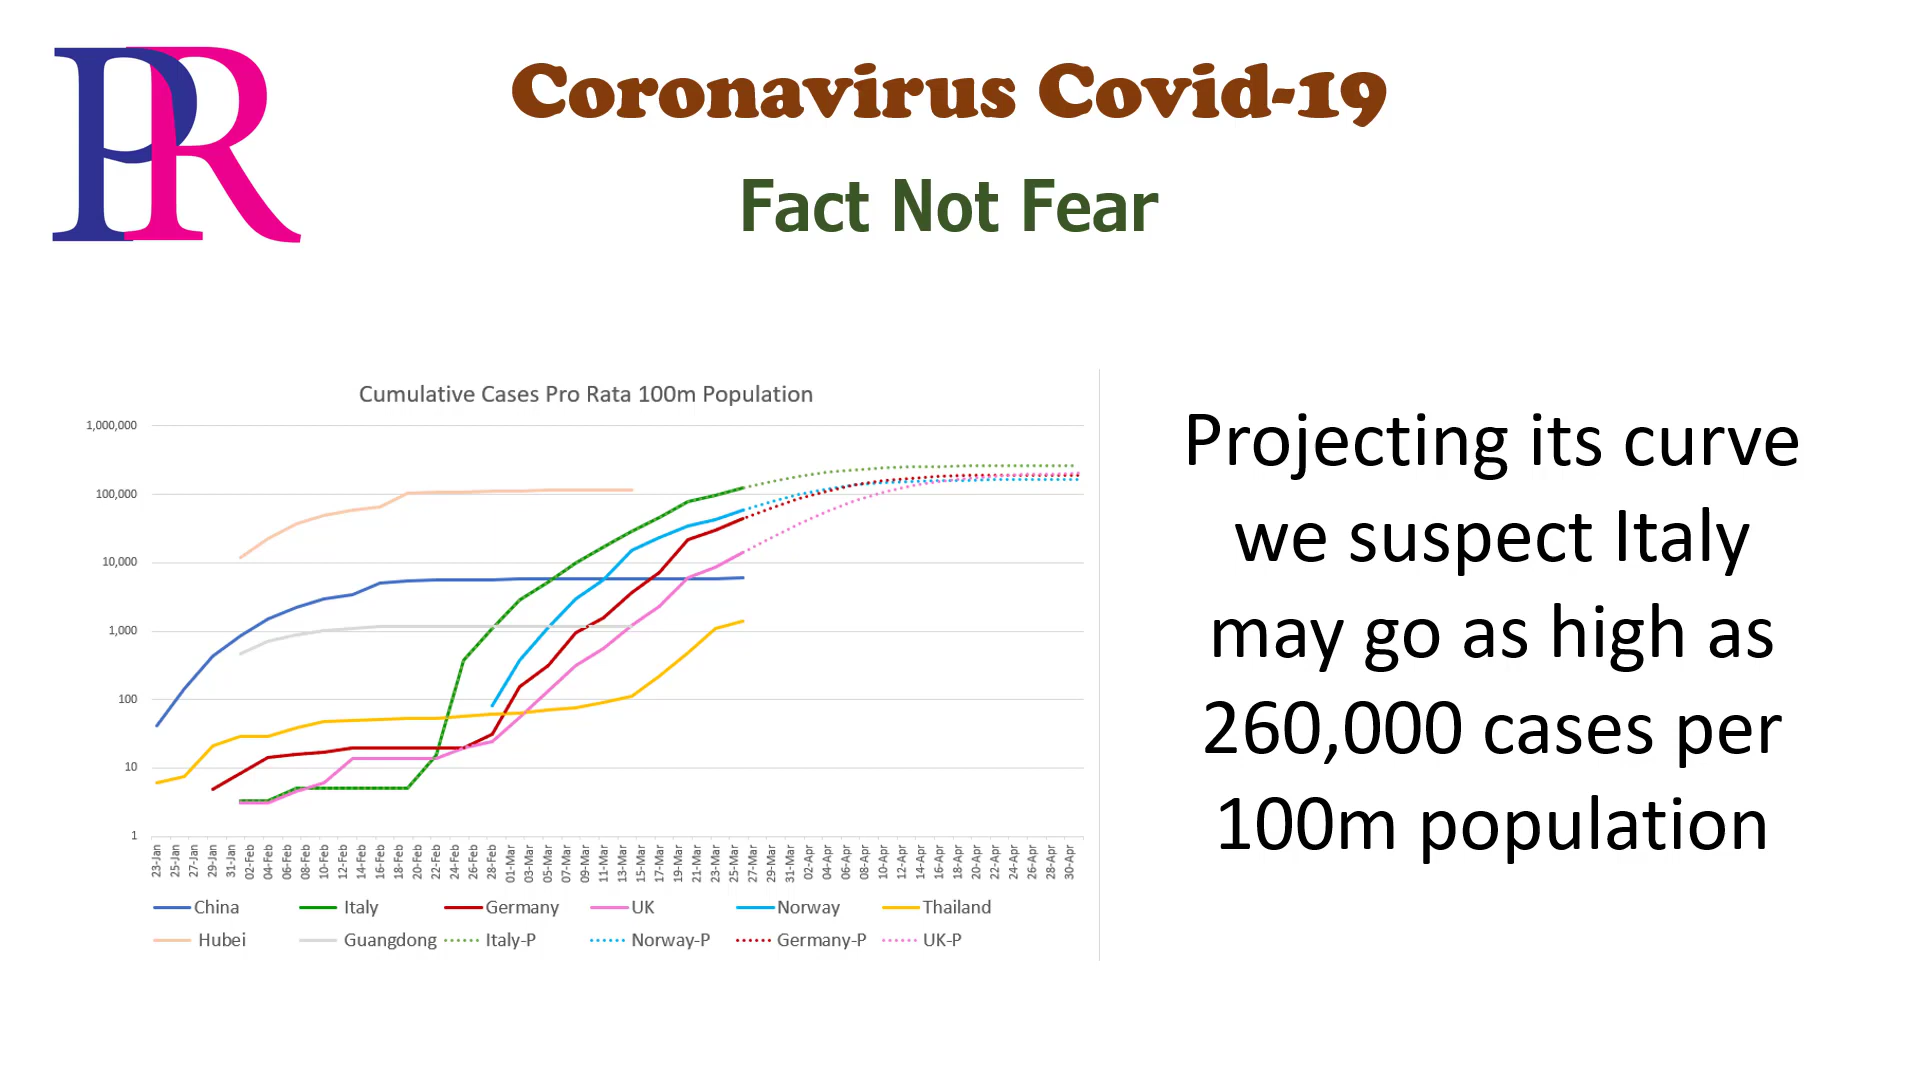 PR
Coronavirus Covid-19
Fact Not Fear
Cumulative Cases Pro Rata 100m Population
1,000,000
100,000
10,000
1,000
100
10
1
23-Jan 25-Jan 27-Jan 29-Jan 31-Jan 02-Feb 04-Feb 06-Feb 08-Feb 10-Feb 12-Feb 14-Feb 16-Feb 18-Feb 20-Feb 22-Feb 24-Feb 26-Feb 28-Feb 01-Mar 03-Mar 05-Mar 07-Mar 09-Mar 11-Mar 13-Mar 15-Mar 17-Mar 19-Mar 21-Mar 23-Mar 25-Mar 27-Mar 29-Mar 31-Mar 02-Apr 04-Apr 06-Apr 08-Apr 10-Apr 12-Apr 14-Apr 16-Apr 18-Apr 20-Apr 22-Apr 24-Apr 26-Apr 28-Apr 30-Apr
China Italy Germany UK Norway Thailand
Hubei Guangdong Italy-P Norway-P Germany-P UK-P
Projecting its curve
we suspect Italy
may go as high as
260,000 cases per
100m population